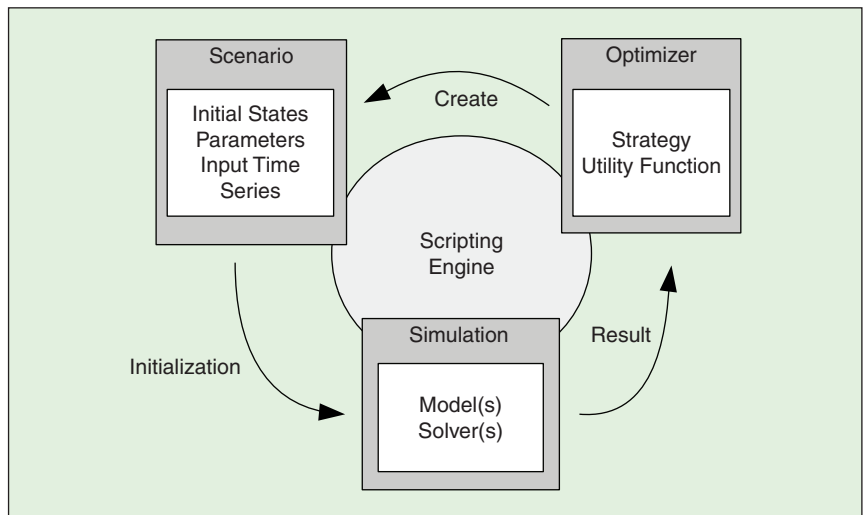 Scenario
Initial States
Parameters
Input Time
Series
Optimizer
Strategy
Utility Function
Create
Scripting
Engine
Initialization
Simulation
Model(s)
Solver(s)
Result